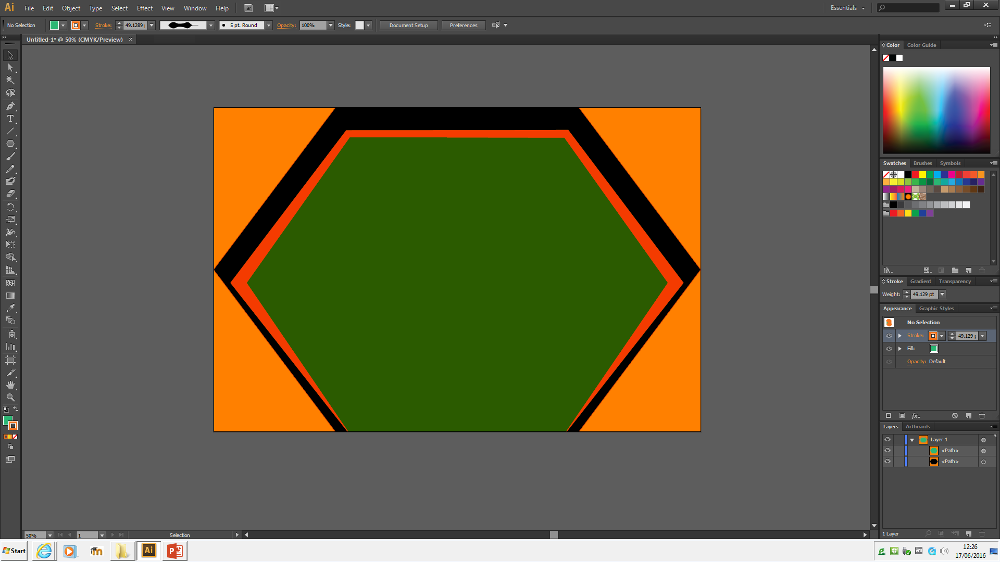 Ai File Edit Object Type Select Effect View Window Help Br Essentials
No Selection Stroke: 49.1289 5 pt. Round Opacity: 100% Style: Document Setup Preferences
Untitled-1* @ 50% (CMYK/Preview) ×
Color Color Guide
Swatches Brushes Symbols
Stroke Gradient Transparency
Weight: 49.129 pt
Appearance Graphic Styles
No Selection
Stroke: 49.129
Fill:
Opacity: Default
fx
Layers Artboards
Layer 1
<Path>
<Path>
1 Layer
50% 1 Selection
Start Ai P
12:26
17/06/2016